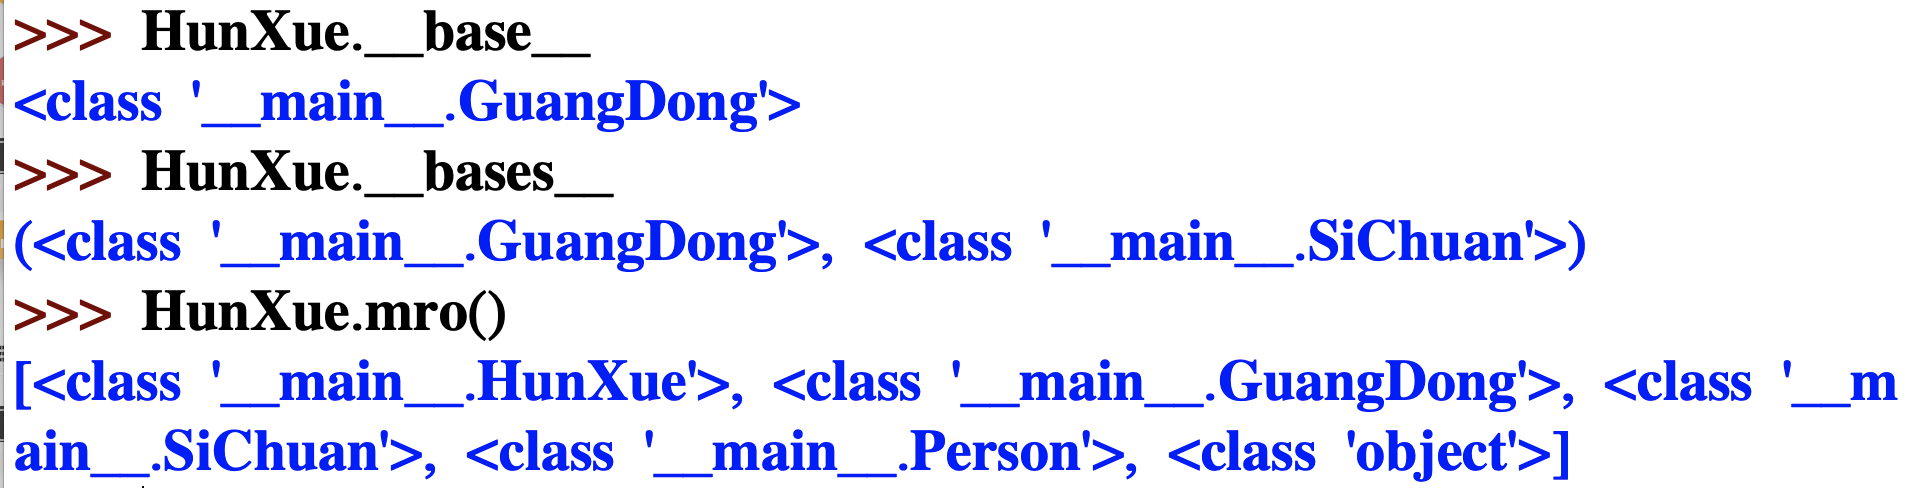 >>> HunXue.__base__
<class '__main__.GuangDong'>
>>> HunXue.__bases__
(<class '__main__.GuangDong'>, <class '__main__.SiChuan'>)
>>> HunXue.mro()
[<class '__main__.HunXue'>, <class '__main__.GuangDong'>, <class '__m
ain__.SiChuan'>, <class '__main__.Person'>, <class 'object'>]